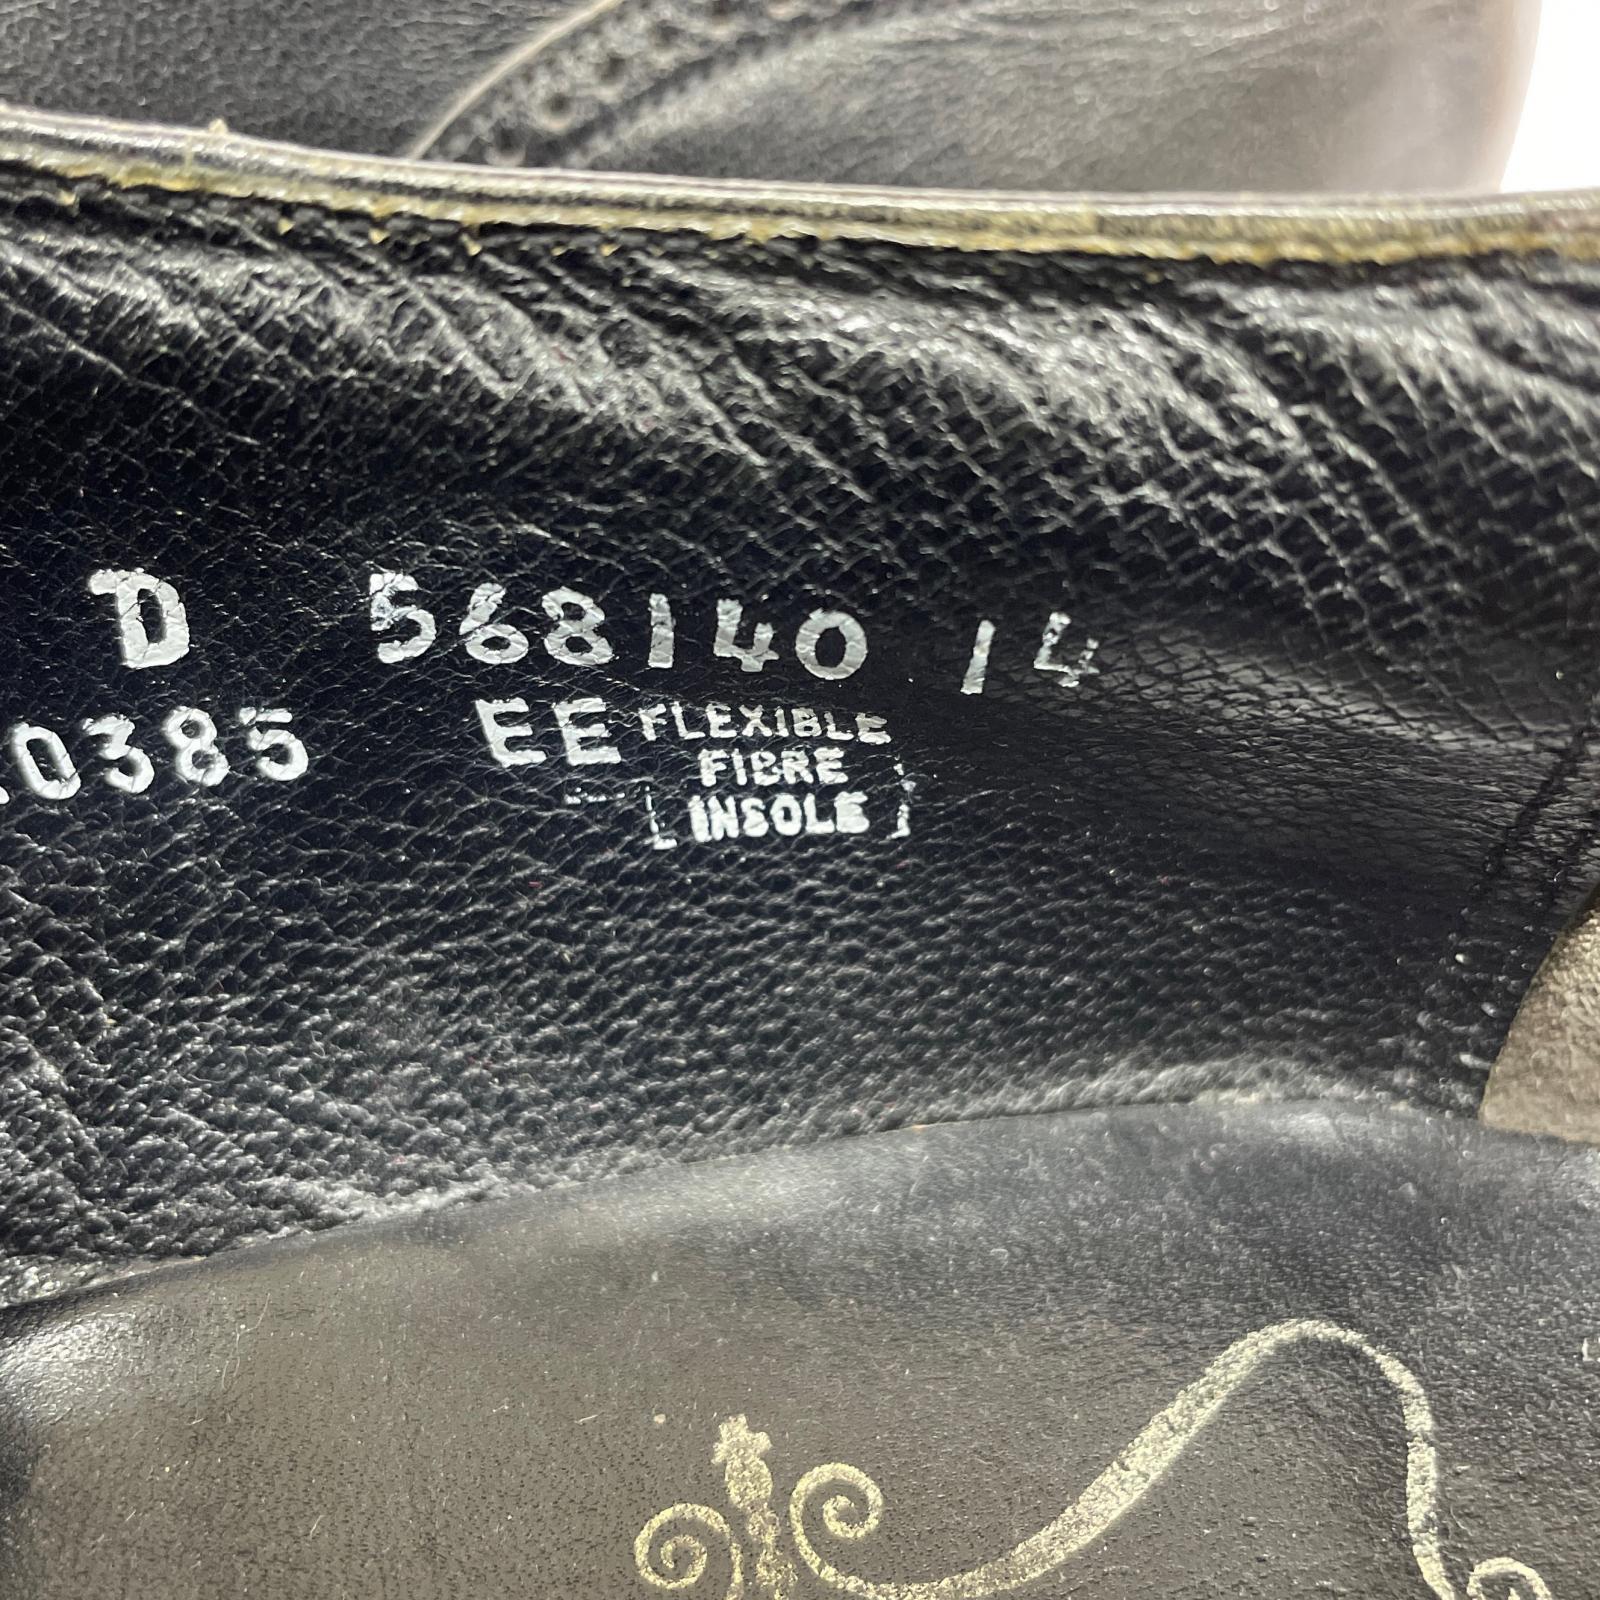 D 568140 14
0385 EE FLEXIBLE
FIBRE
INSOLE